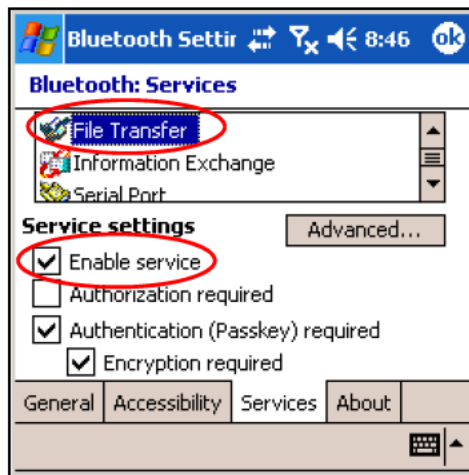 Bluetooth Settir 8:46 ok
Bluetooth: Services
File Transfer
Information Exchange
Serial Port
Service settings Advanced...
Enable service
Authorization required
Authentication (Passkey) required
Encryption required
General Accessibility Services About